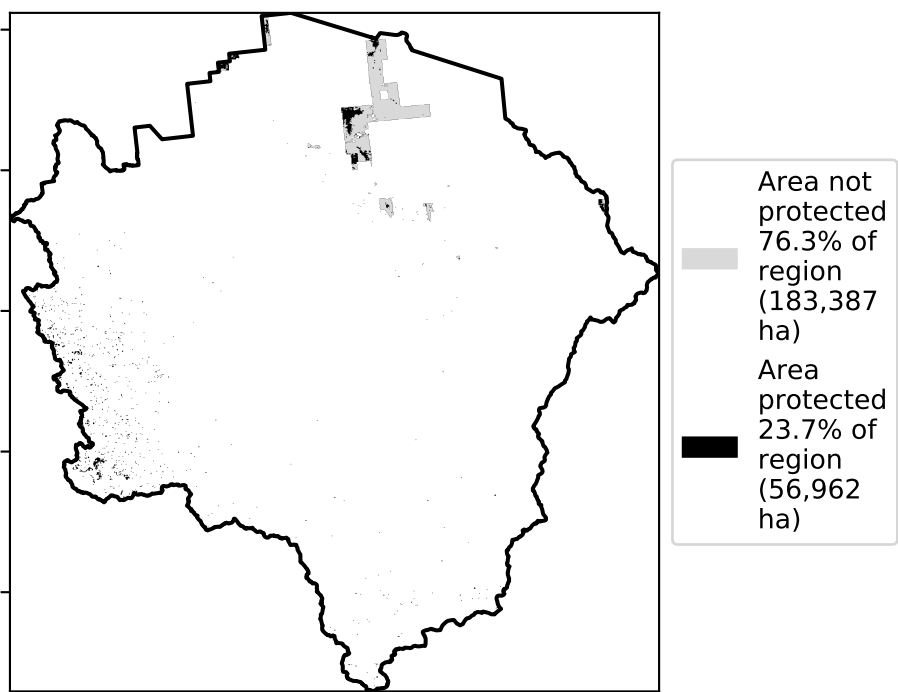 Area not
protected
76.3% of
region
(183,387
ha)
Area
protected
23.7% of
region
(56,962
ha)